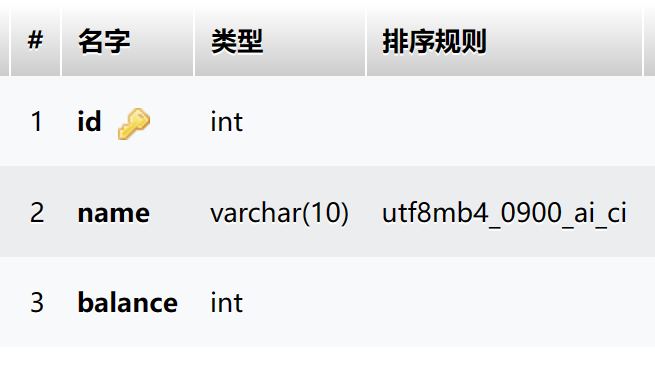 # 名字 类型 排序规则
1 id int
2 name varchar(10) utf8mb4_0900_ai_ci
3 balance int